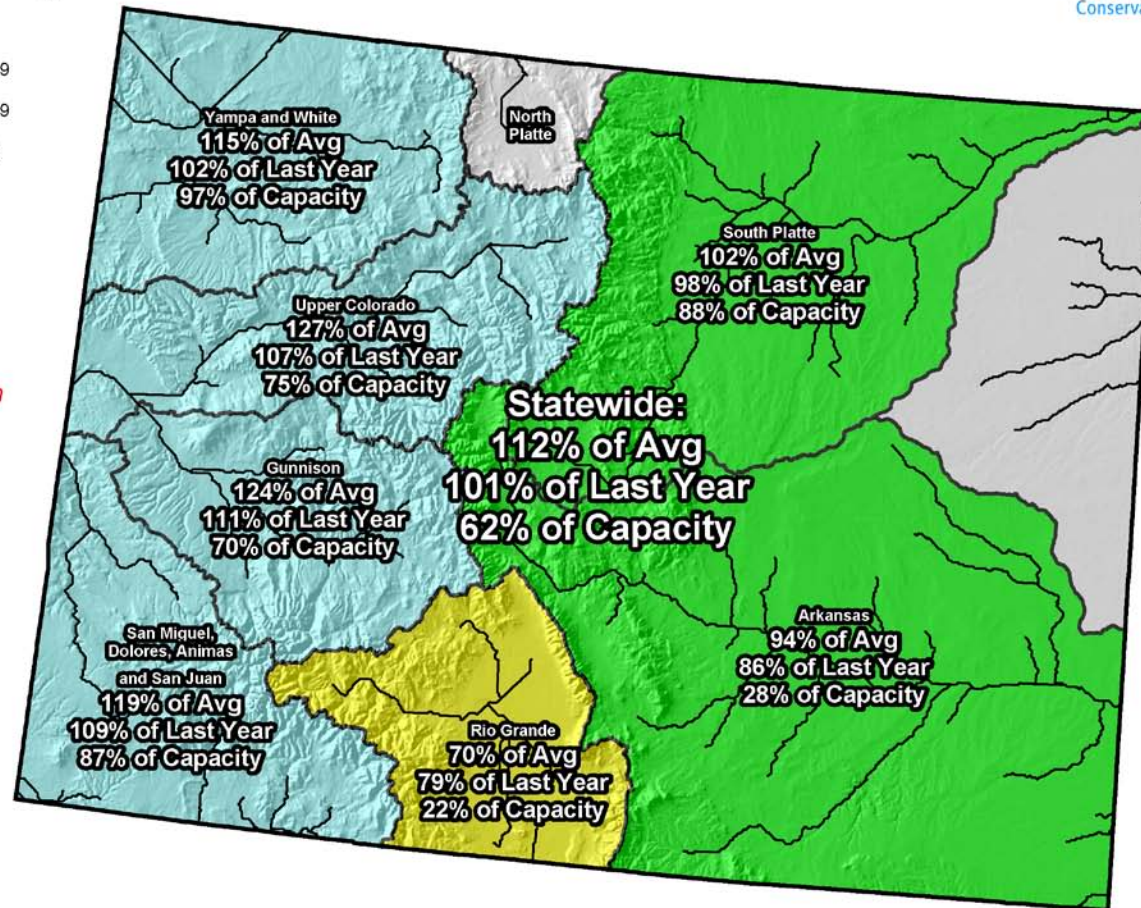 Conserva
9
9
Yampa and White
115% of Avg
102% of Last Year
97% of Capacity
North
Platte
South Platte
102% of Avg
98% of Last Year
88% of Capacity
Upper Colorado
127% of Avg
107% of Last Year
75% of Capacity
Statewide:
112% of Avg
101% of Last Year
62% of Capacity
Gunnison
124% of Avg
111% of Last Year
70% of Capacity
San Miguel,
Dolores, Animas
and San Juan
119% of Avg
109% of Last Year
87% of Capacity
Arkansas
94% of Avg
86% of Last Year
28% of Capacity
Rio Grande
70% of Avg
79% of Last Year
22% of Capacity